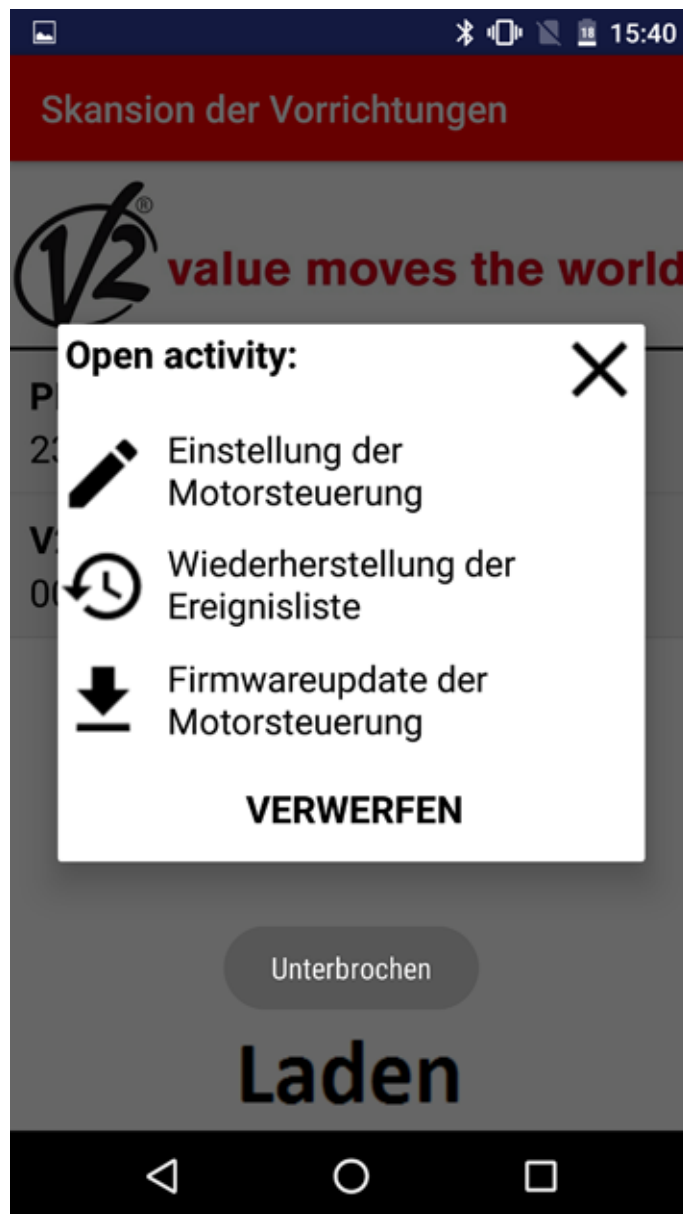 15:40
Skansion der Vorrichtungen
V2®
value moves the world
Open activity:
Einstellung der
Motorsteuerung
Wiederherstellung der
Ereignisliste
Firmwareupdate der
Motorsteuerung
VERWERFEN
Unterbrochen
Laden